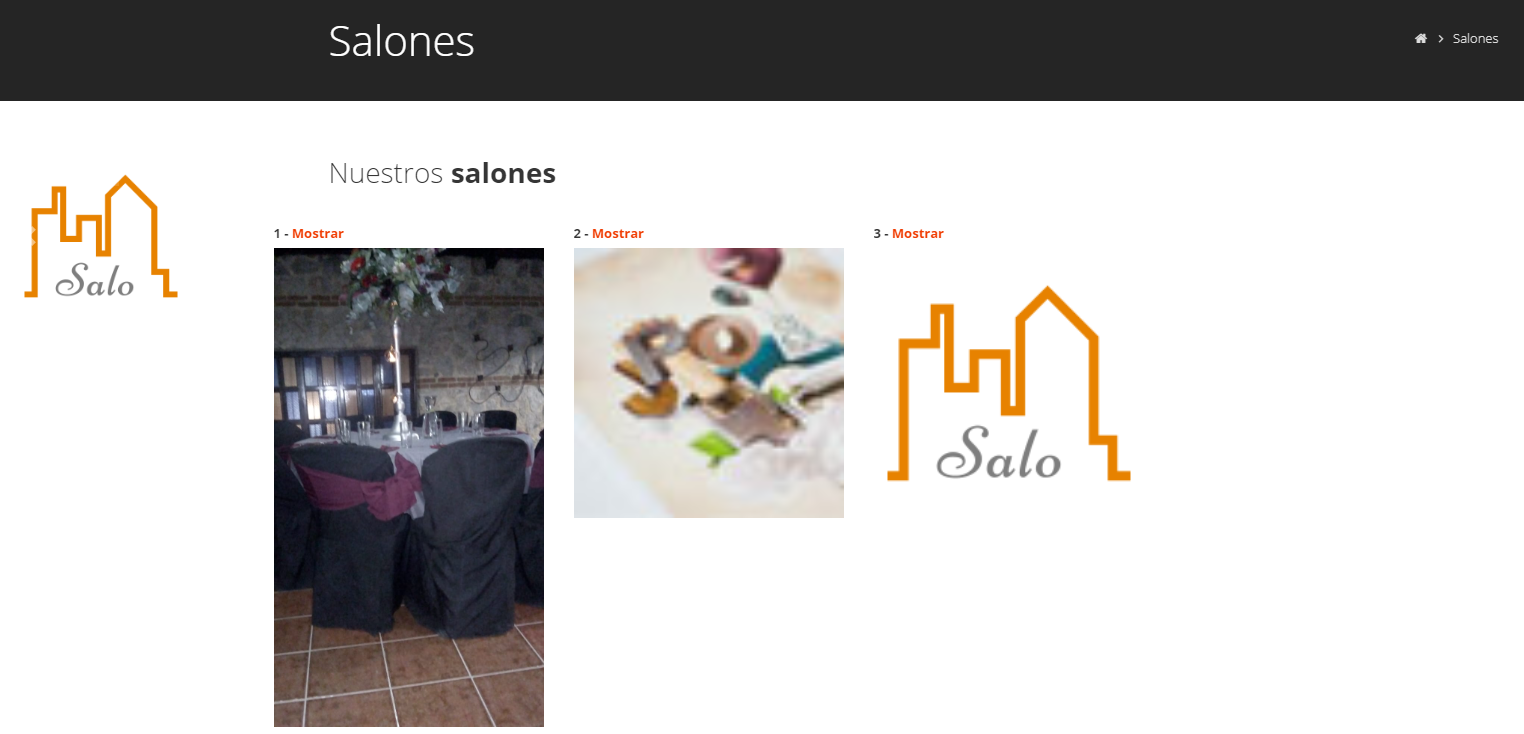 Salones
Salones
Nuestros salones
Salo
1 - Mostrar
2 - Mostrar
3 - Mostrar
Salo